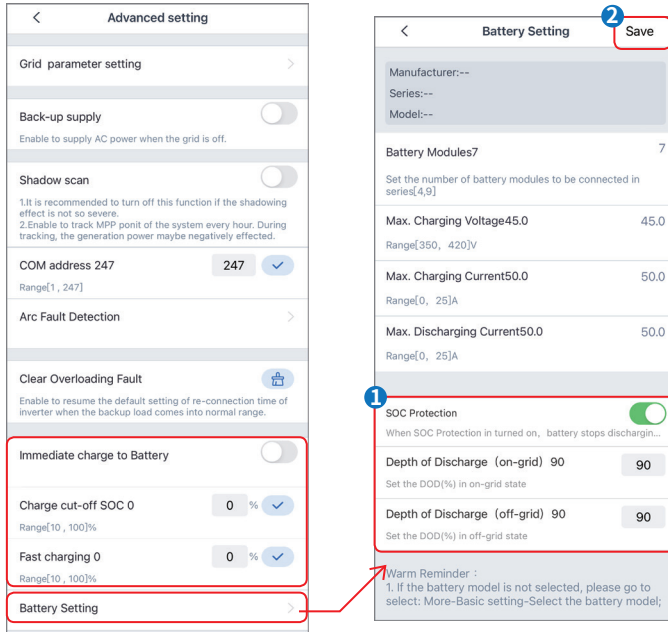 Advanced setting
Grid parameter setting
Back-up supply
Enable to supply AC power when the grid is off.
Shadow scan
1.It is recommended to turn off this function if the shadowing
effect is not so severe.
2.Enable to track MPP ponit of the system every hour. During
tracking, the generation power maybe negatively effected.
COM address 247 247
Range[1 , 247]
Arc Fault Detection
Clear Overloading Fault
Enable to resume the default setting of re-connection time of
inverter when the backup load comes into normal range.
Immediate charge to Battery
Charge cut-off SOC 0 0 %
Range[10 , 100]%
Fast charging 0 0 %
Range[10 , 100]%
Battery Setting
2
Battery Setting Save
Manufacturer:--
Series:--
Model:--
Battery Modules7 7
Set the number of battery modules to be connected in
series[4,9]
Max. Charging Voltage45.0 45.0
Range[350, 420]V
Max. Charging Current50.0 50.0
Range[0, 25]A
Max. Discharging Current50.0 50.0
Range[0, 25]A
1
SOC Protection
When SOC Protection in turned on, battery stops dischargin...
Depth of Discharge (on-grid) 90 90
Set the DOD(%) in on-grid state
Depth of Discharge (off-grid) 90 90
Set the DOD(%) in off-grid state
Warm Reminder :
1. If the battery model is not selected, please go to
select: More-Basic setting-Select the battery model;